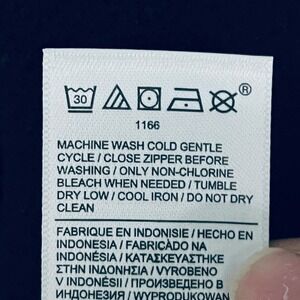 30
®
1166
MACHINE WASH COLD GENTLE
CYCLE / CLOSE ZIPPER BEFORE
WASHING / ONLY NON-CHLORINE
BLEACH WHEN NEEDED / TUMBLE
DRY LOW / COOL IRON / DO NOT DRY
CLEAN
FABRIQUE EN INDONISIE / HECHO EN
INDONESIA / FABRICADO NA
INDONESIA / ΚΑΤΑΣΚΕΥΑΣΤΗΚΕ
ΣΤΗΝ ΙΝΔΟΝΗΣΙΑ / VYROBENO
V INDONÉSII / ПРОИЗВЕДЕНО В
ИНДОНЕЗИЯ / WYPRODUKOWAN